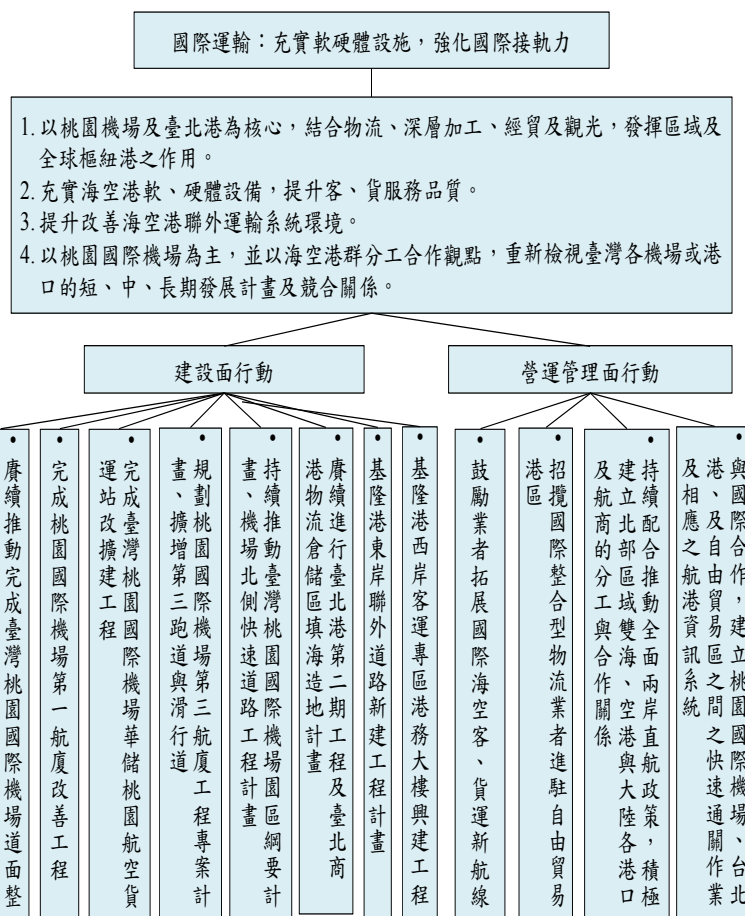 國際運輸：充實軟硬體設施，強化國際接軌力
1. 以桃園機場及臺北港為核心，結合物流、深層加工、經貿及觀光，發揮區域及
全球樞紐港之作用。
2. 充實海空港軟、硬體設備，提升客、貨服務品質。
3. 提升改善海空港聯外運輸系統環境。
4. 以桃園國際機場為主，並以海空港群分工合作觀點，重新檢視臺灣各機場或港
口的短、中、長期發展計畫及競合關係。
建設面行動
營運管理面行動
• 賡續推動完成臺灣桃園國際機場道面整
• 完成桃園國際機場第一航廈改善工程
• 完成臺灣桃園國際機場華儲桃園航空貨
運站改擴建工程
• 規劃桃園國際機場第三航廈工程專案計
畫、擴增第三跑道與滑行道
• 持續推動臺灣桃園國際機場園區綱要計
畫、機場北側快速道路工程計畫
• 賡續進行臺北港第二期工程及臺北商
港物流倉儲區填海造地計畫
• 基隆港東岸聯外道路新建工程計畫
• 基隆港西岸客運專區港務大樓興建工程
• 鼓勵業者拓展國際海空客、貨運新航線
• 招攬國際整合型物流業者進駐自由貿易
港區
• 持續配合推動全面兩岸直航政策，積極
建立北部區域雙海、空港與大陸各港口
及航商的分工與合作關係
• 與國際合作，建立桃園國際機場、台北
港、及自由貿易區之間之快速通關作業
及相應之航港資訊系統